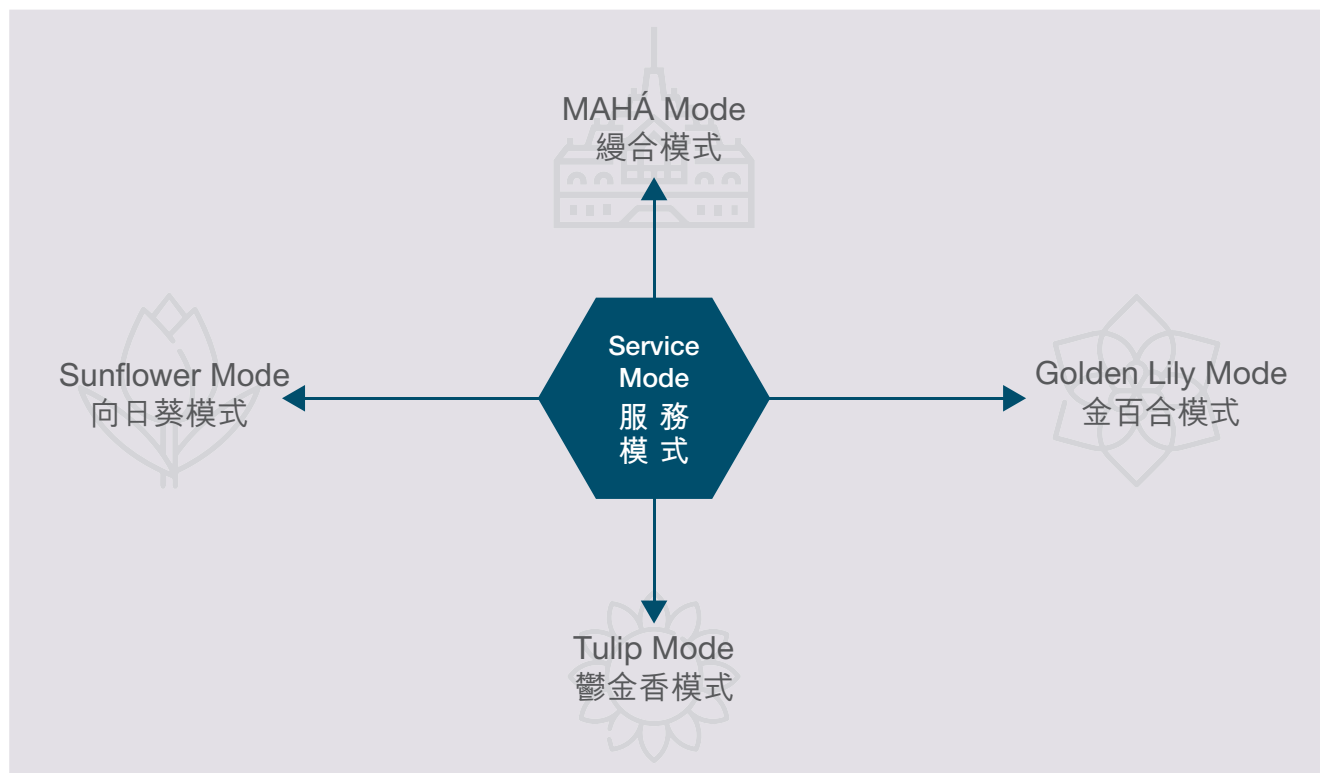 MAHÁ Mode
縵合模式
Sunflower Mode
向日葵模式
Service
Mode
服務
模式
Golden Lily Mode
金百合模式
Tulip Mode
鬱金香模式